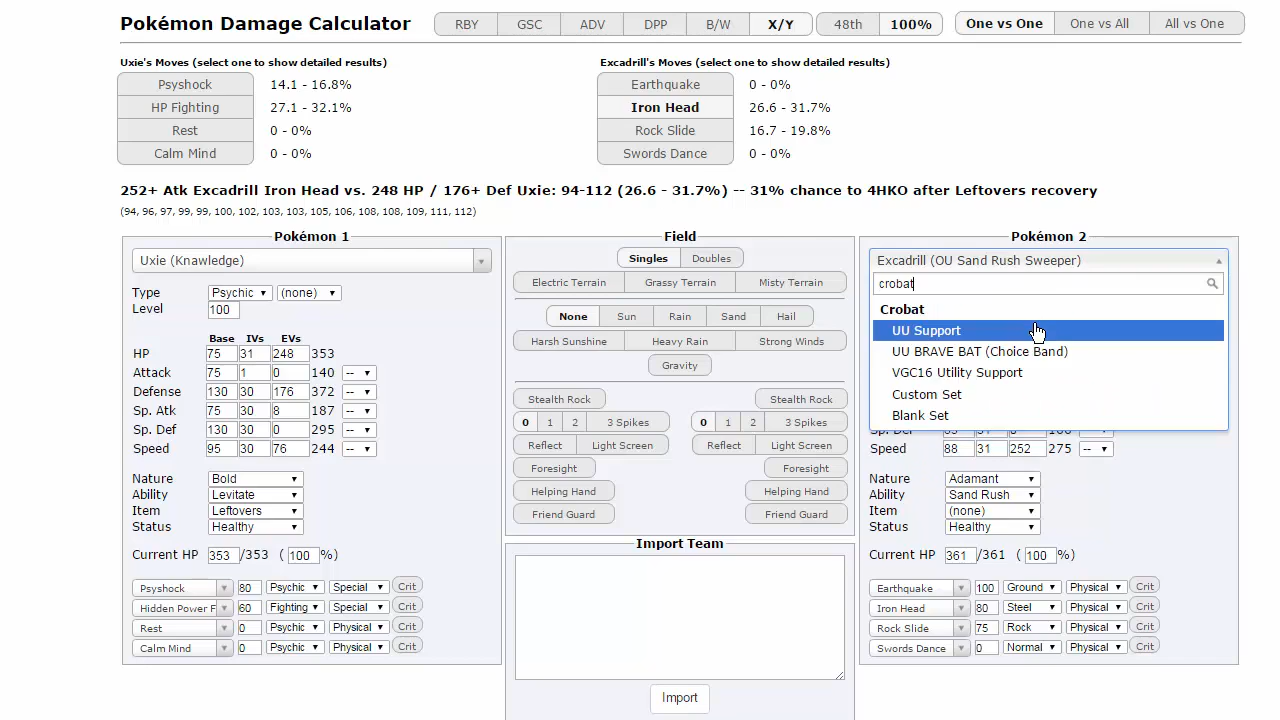 Pokémon Damage Calculator RBY GSC ADV DPP B/W X/Y 48th 100% One vs One One vs All All vs One
Uxie's Moves (select one to show detailed results) Excadrill's Moves (select one to show detailed results)
Psyshock 14.1 - 16.8% Earthquake 0 - 0%
HP Fighting 27.1 - 32.1% Iron Head 26.6 - 31.7%
Rest 0 - 0% Rock Slide 16.7 - 19.8%
Calm Mind 0 - 0% Swords Dance 0 - 0%
252+ Atk Excadrill Iron Head vs. 248 HP / 176+ Def Uxie: 94-112 (26.6 - 31.7%) -- 31% chance to 4HKO after Leftovers recovery
(94, 96, 97, 99, 99, 100, 102, 103, 103, 105, 106, 108, 108, 109, 111, 112)
Pokémon 1
Uxie (Knawledge)
Type Psychic (none)
Level 100
Base IVs EVs
HP 75 31 248 353
Attack 75 1 0 140 --
Defense 130 30 176 372 --
Sp. Atk 75 30 8 187 --
Sp. Def 130 30 0 295 --
Speed 95 30 76 244 --
Nature Bold
Ability Levitate
Item Leftovers
Status Healthy
Current HP 353 /353 ( 100 %)
Psyshock 80 Psychic Special Crit
Hidden Power F 60 Fighting Special Crit
Rest 0 Psychic Physical Crit
Calm Mind 0 Psychic Physical Crit
Field
Singles Doubles
Electric Terrain Grassy Terrain Misty Terrain
None Sun Rain Sand Hail
Harsh Sunshine Heavy Rain Strong Winds
Gravity
Stealth Rock Stealth Rock
0 1 2 3 Spikes 0 1 2 3 Spikes
Reflect Light Screen Reflect Light Screen
Foresight Foresight
Helping Hand Helping Hand
Friend Guard Friend Guard
Import Team
Import
Pokémon 2
Excadrill (OU Sand Rush Sweeper)
crobat
Crobat
UU Support
UU BRAVE BAT (Choice Band)
VGC16 Utility Support
Custom Set
Blank Set
Speed 88 31 252 275 --
Nature Adamant
Ability Sand Rush
Item (none)
Status Healthy
Current HP 361 /361 ( 100 %)
Earthquake 100 Ground Physical Crit
Iron Head 80 Steel Physical Crit
Rock Slide 75 Rock Physical Crit
Swords Dance 0 Normal Physical Crit